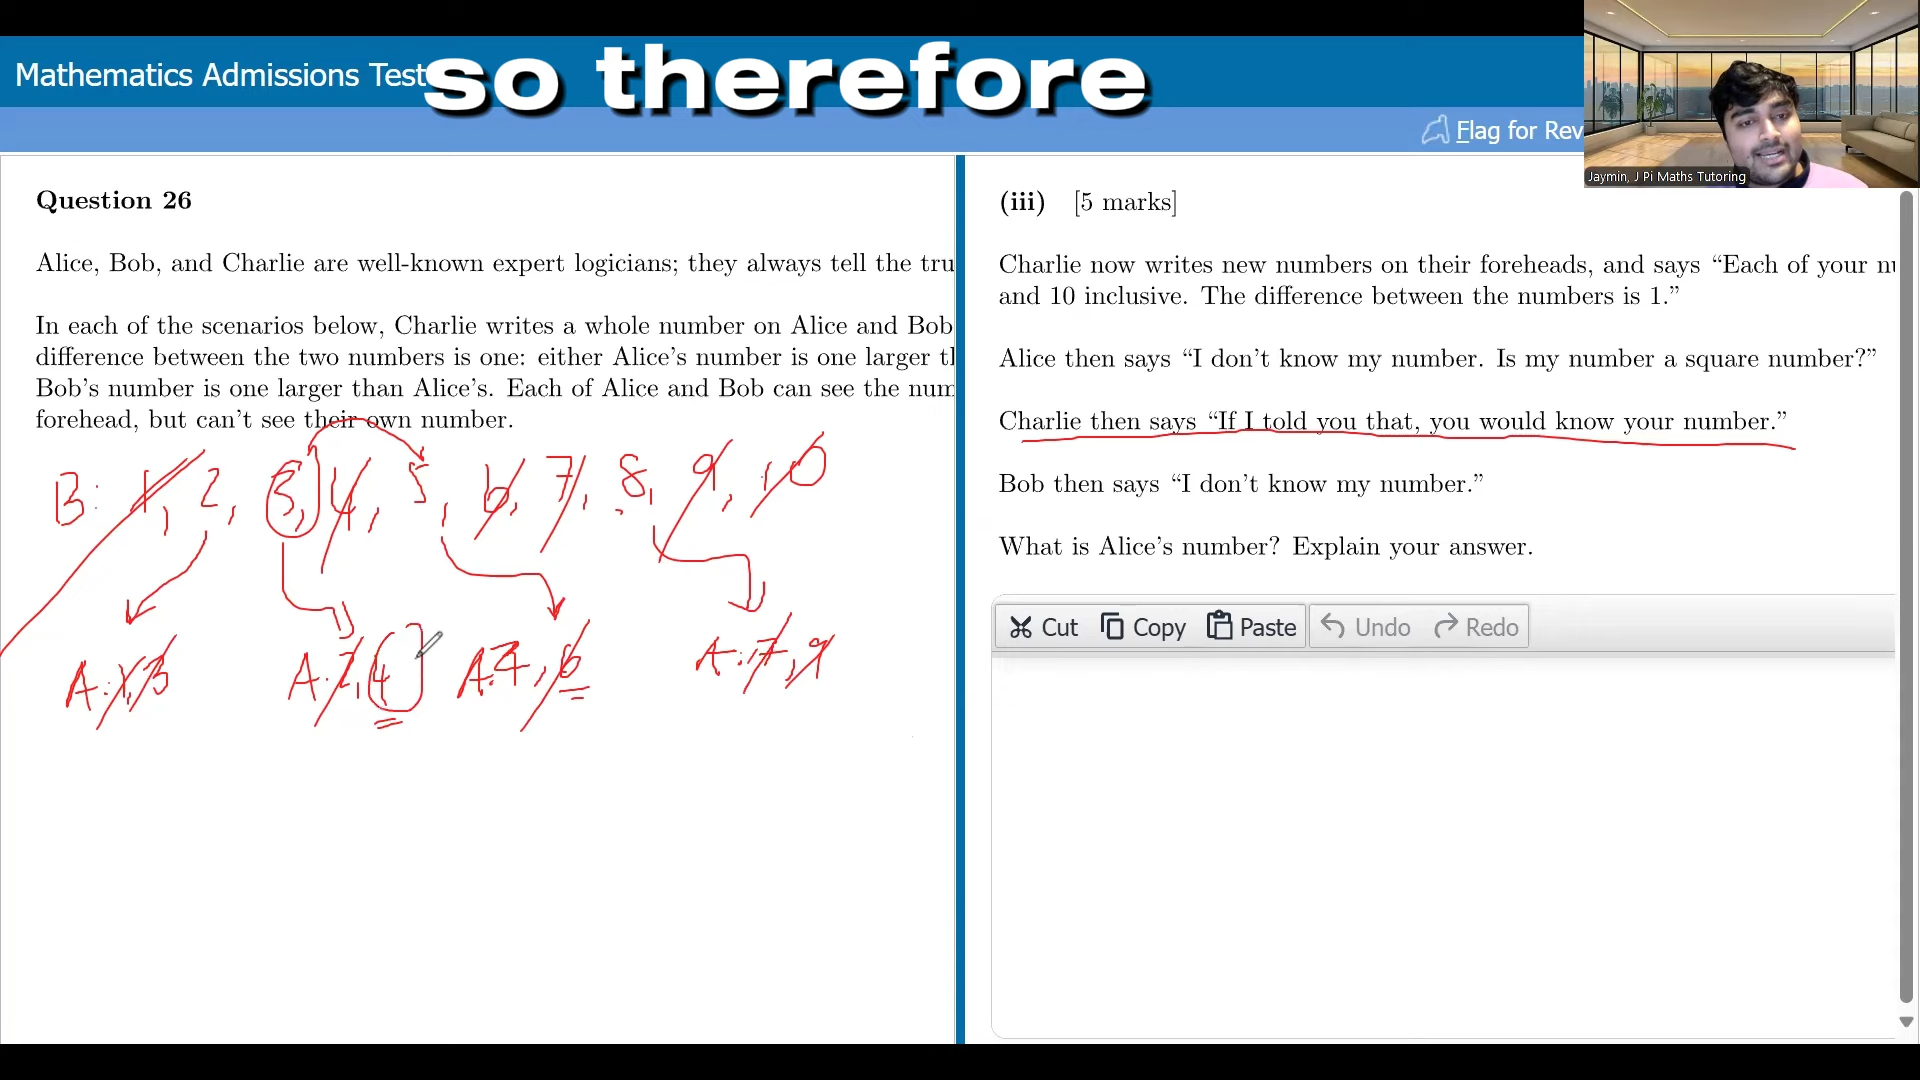 Mathematics Admissions Test
so therefore
Flag for Rev
Jaymin, J Pi Maths Tutoring
Question 26
Alice, Bob, and Charlie are well-known expert logicians; they always tell the tru
In each of the scenarios below, Charlie writes a whole number on Alice and Bob
difference between the two numbers is one: either Alice’s number is one larger th
Bob’s number is one larger than Alice’s. Each of Alice and Bob can see the num
forehead, but can’t see their own number.
B: 1, 2, 3, 4, 5, 6, 7, 8, 9, 10
A: 1, 3
A: 2, 4
A: 4, 6
A: 7, 9
(iii) [5 marks]
Charlie now writes new numbers on their foreheads, and says “Each of your nu
and 10 inclusive. The difference between the numbers is 1.”
Alice then says “I don’t know my number. Is my number a square number?”
Charlie then says “If I told you that, you would know your number.”
Bob then says “I don’t know my number.”
What is Alice’s number? Explain your answer.
Cut Copy Paste Undo Redo